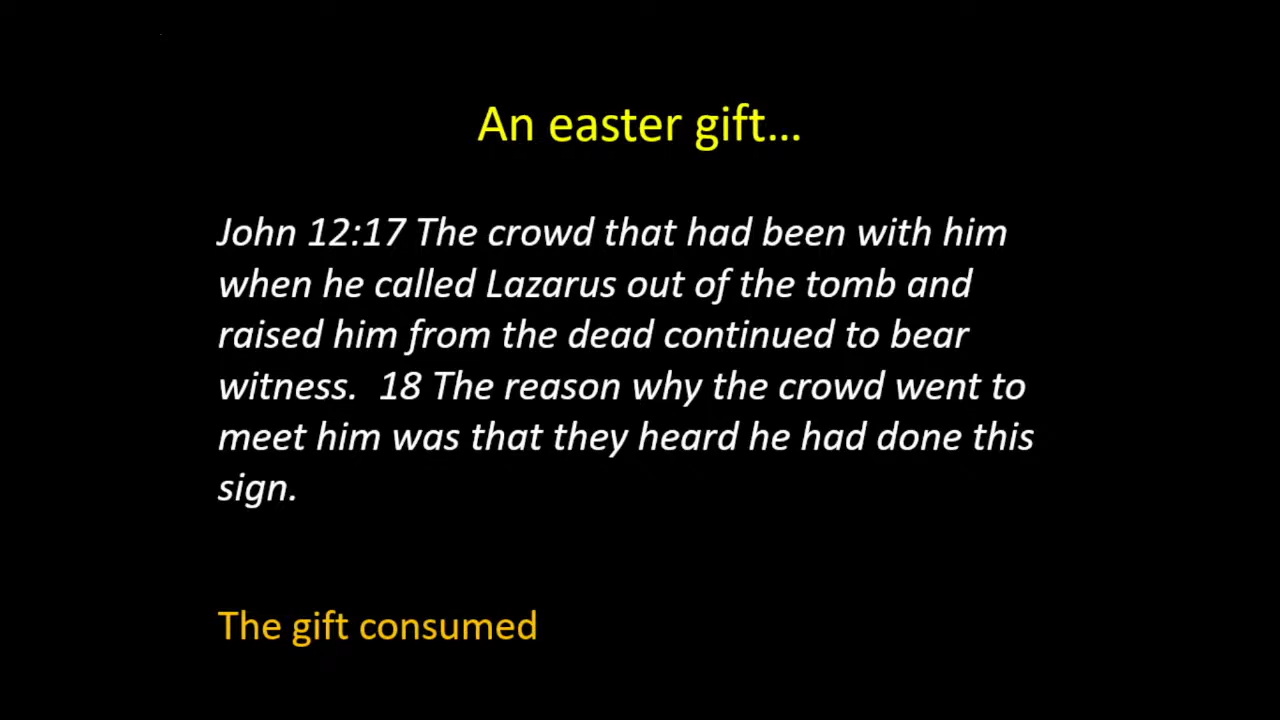 An easter gift...
John 12:17 The crowd that had been with him
when he called Lazarus out of the tomb and
raised him from the dead continued to bear
witness.  18 The reason why the crowd went to
meet him was that they heard he had done this
sign.
The gift consumed